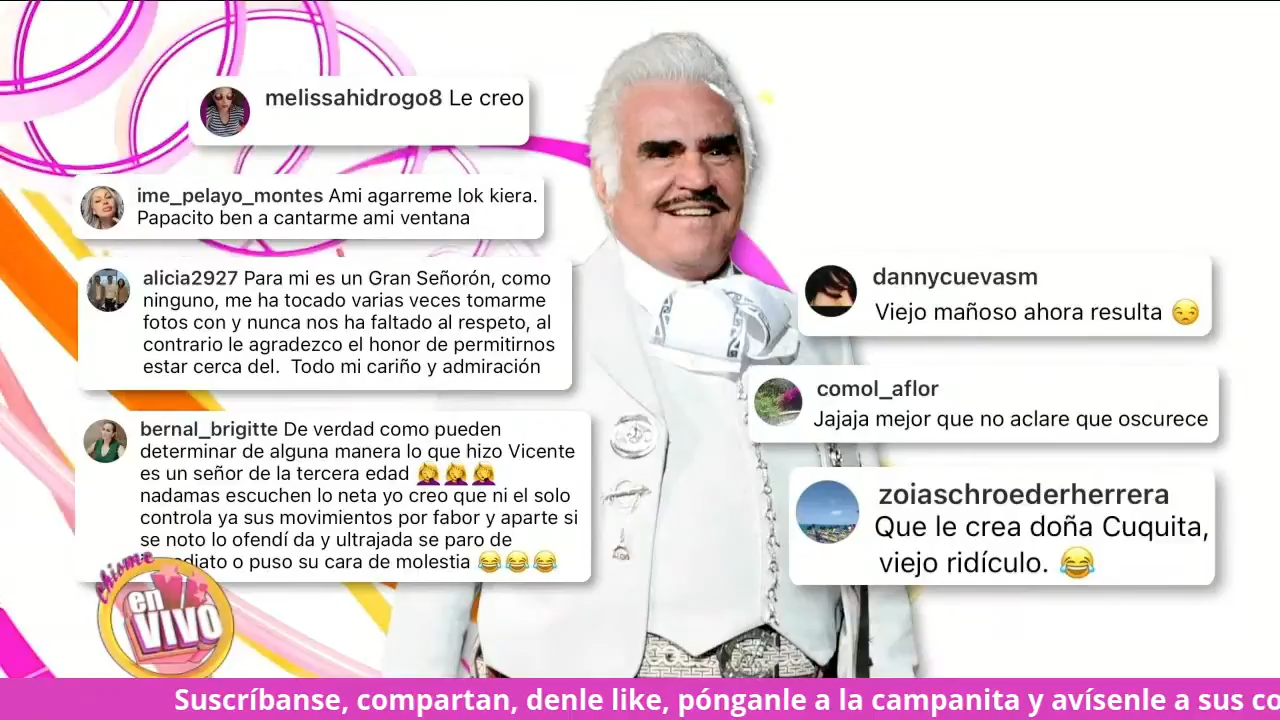 melissahidrogo8 Le creo
ime_pelayo_montes Ami agarreme lok kiera.
Papacito ben a cantarme ami ventana
alicia2927 Para mi es un Gran Señorón, como
ninguno, me ha tocado varias veces tomarme
fotos con y nunca nos ha faltado al respeto, al
contrario le agradezco el honor de permitirnos
estar cerca del. Todo mi cariño y admiración
bernal_brigitte De verdad como pueden
determinar de alguna manera lo que hizo Vicente
es un señor de la tercera edad 🤦‍♀️🤦‍♀️🤦‍♀️
nadamas escuchen lo neta yo creo que ni el solo
controla ya sus movimientos por fabor y aparte si
se noto lo ofendí da y ultrajada se paro de
diato o puso su cara de molestia 😂😂😂
dannycuevasm
Viejo mañoso ahora resulta 😒
comol_aflor
Jajaja mejor que no aclare que oscurece
zoiaschroederherrera
Que le crea doña Cuquita,
viejo ridículo. 😂
chisme
en
VIVO
Suscríbanse, compartan, denle like, pónganle a la campanita y avísenle a sus co